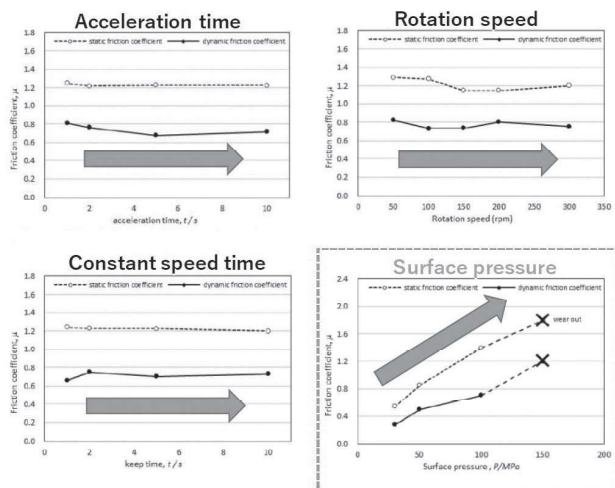 Acceleration time
static friction coefficient dynamic friction coefficient
Friction coefficient, μ
1.8
1.6
1.4
1.2
1.0
0.8
0.6
0.4
0.2
0.0
0 2 4 6 8 10
acceleration time, t/s
Rotation speed
static friction coefficient dynamic friction coefficient
Friction coefficient, μ
1.8
1.6
1.4
1.2
1.0
0.8
0.6
0.4
0.2
0.0
0 50 100 150 200 250 300 350
Rotation speed (rpm)
Constant speed time
static friction coefficient dynamic friction coefficient
Friction coefficient, μ
1.8
1.6
1.4
1.2
1.0
0.8
0.6
0.4
0.2
0.0
0 2 4 6 8 10
keep time, t/s
Surface pressure
static friction coefficient dynamic friction coefficient
Friction coefficient, μ
2.4
2.0
1.6
1.2
0.8
0.4
0.0
wear out
0 50 100 150 200
Surface pressure , P/MPa